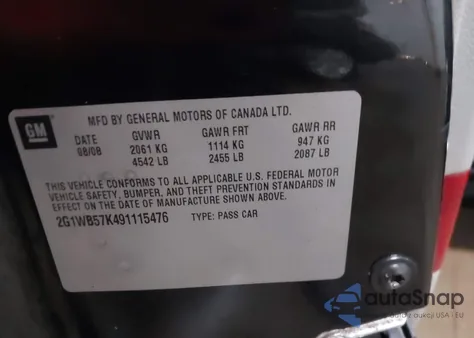 GM
MFD BY GENERAL MOTORS OF CANADA LTD.
DATE GVWR GAWR FRT GAWR RR
08/08 2061 KG 1114 KG 947 KG
4542 LB 2455 LB 2087 LB
THIS VEHICLE CONFORMS TO ALL APPLICABLE U.S. FEDERAL MOTOR
VEHICLE SAFETY, BUMPER, AND THEFT PREVENTION STANDARDS IN
EFFECT ON THE DATE OF MANUFACTURE SHOWN ABOVE.
2G1WB57K491115476 TYPE: PASS CAR
autoSnap
z aukcji USA i EU